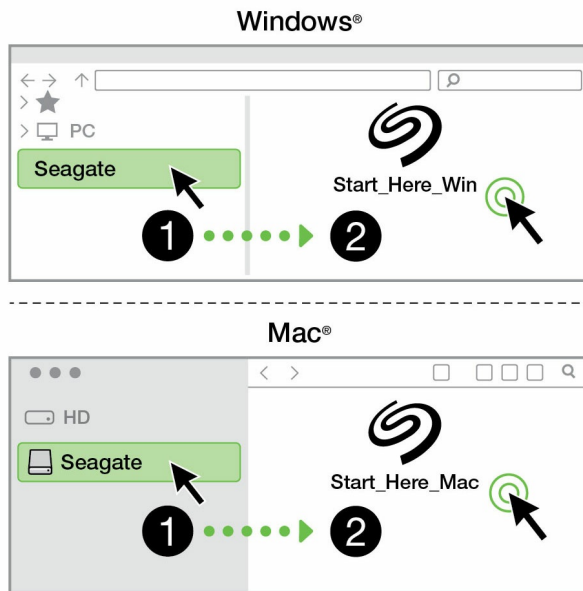 Windows®
PC
Seagate
Start_Here_Win
1
2
Mac®
HD
Seagate
Start_Here_Mac
1
2